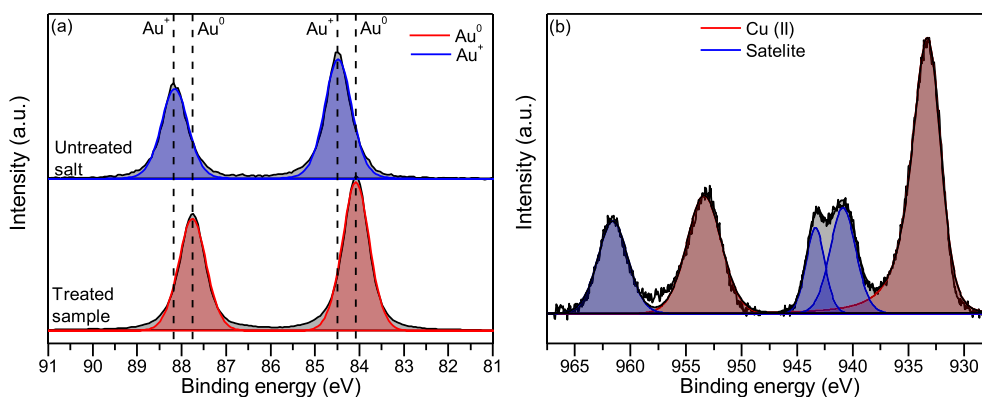 (a)
Au⁺
Au⁰
Au⁺
Au⁰
Au⁰
Au⁺
Untreated
salt
Treated
sample
Intensity (a.u.)
91 90 89 88 87 86 85 84 83 82 81
Binding energy (eV)
(b)
Cu (II)
Satelite
Intensity (a.u.)
965 960 955 950 945 940 935 930
Binding energy (eV)